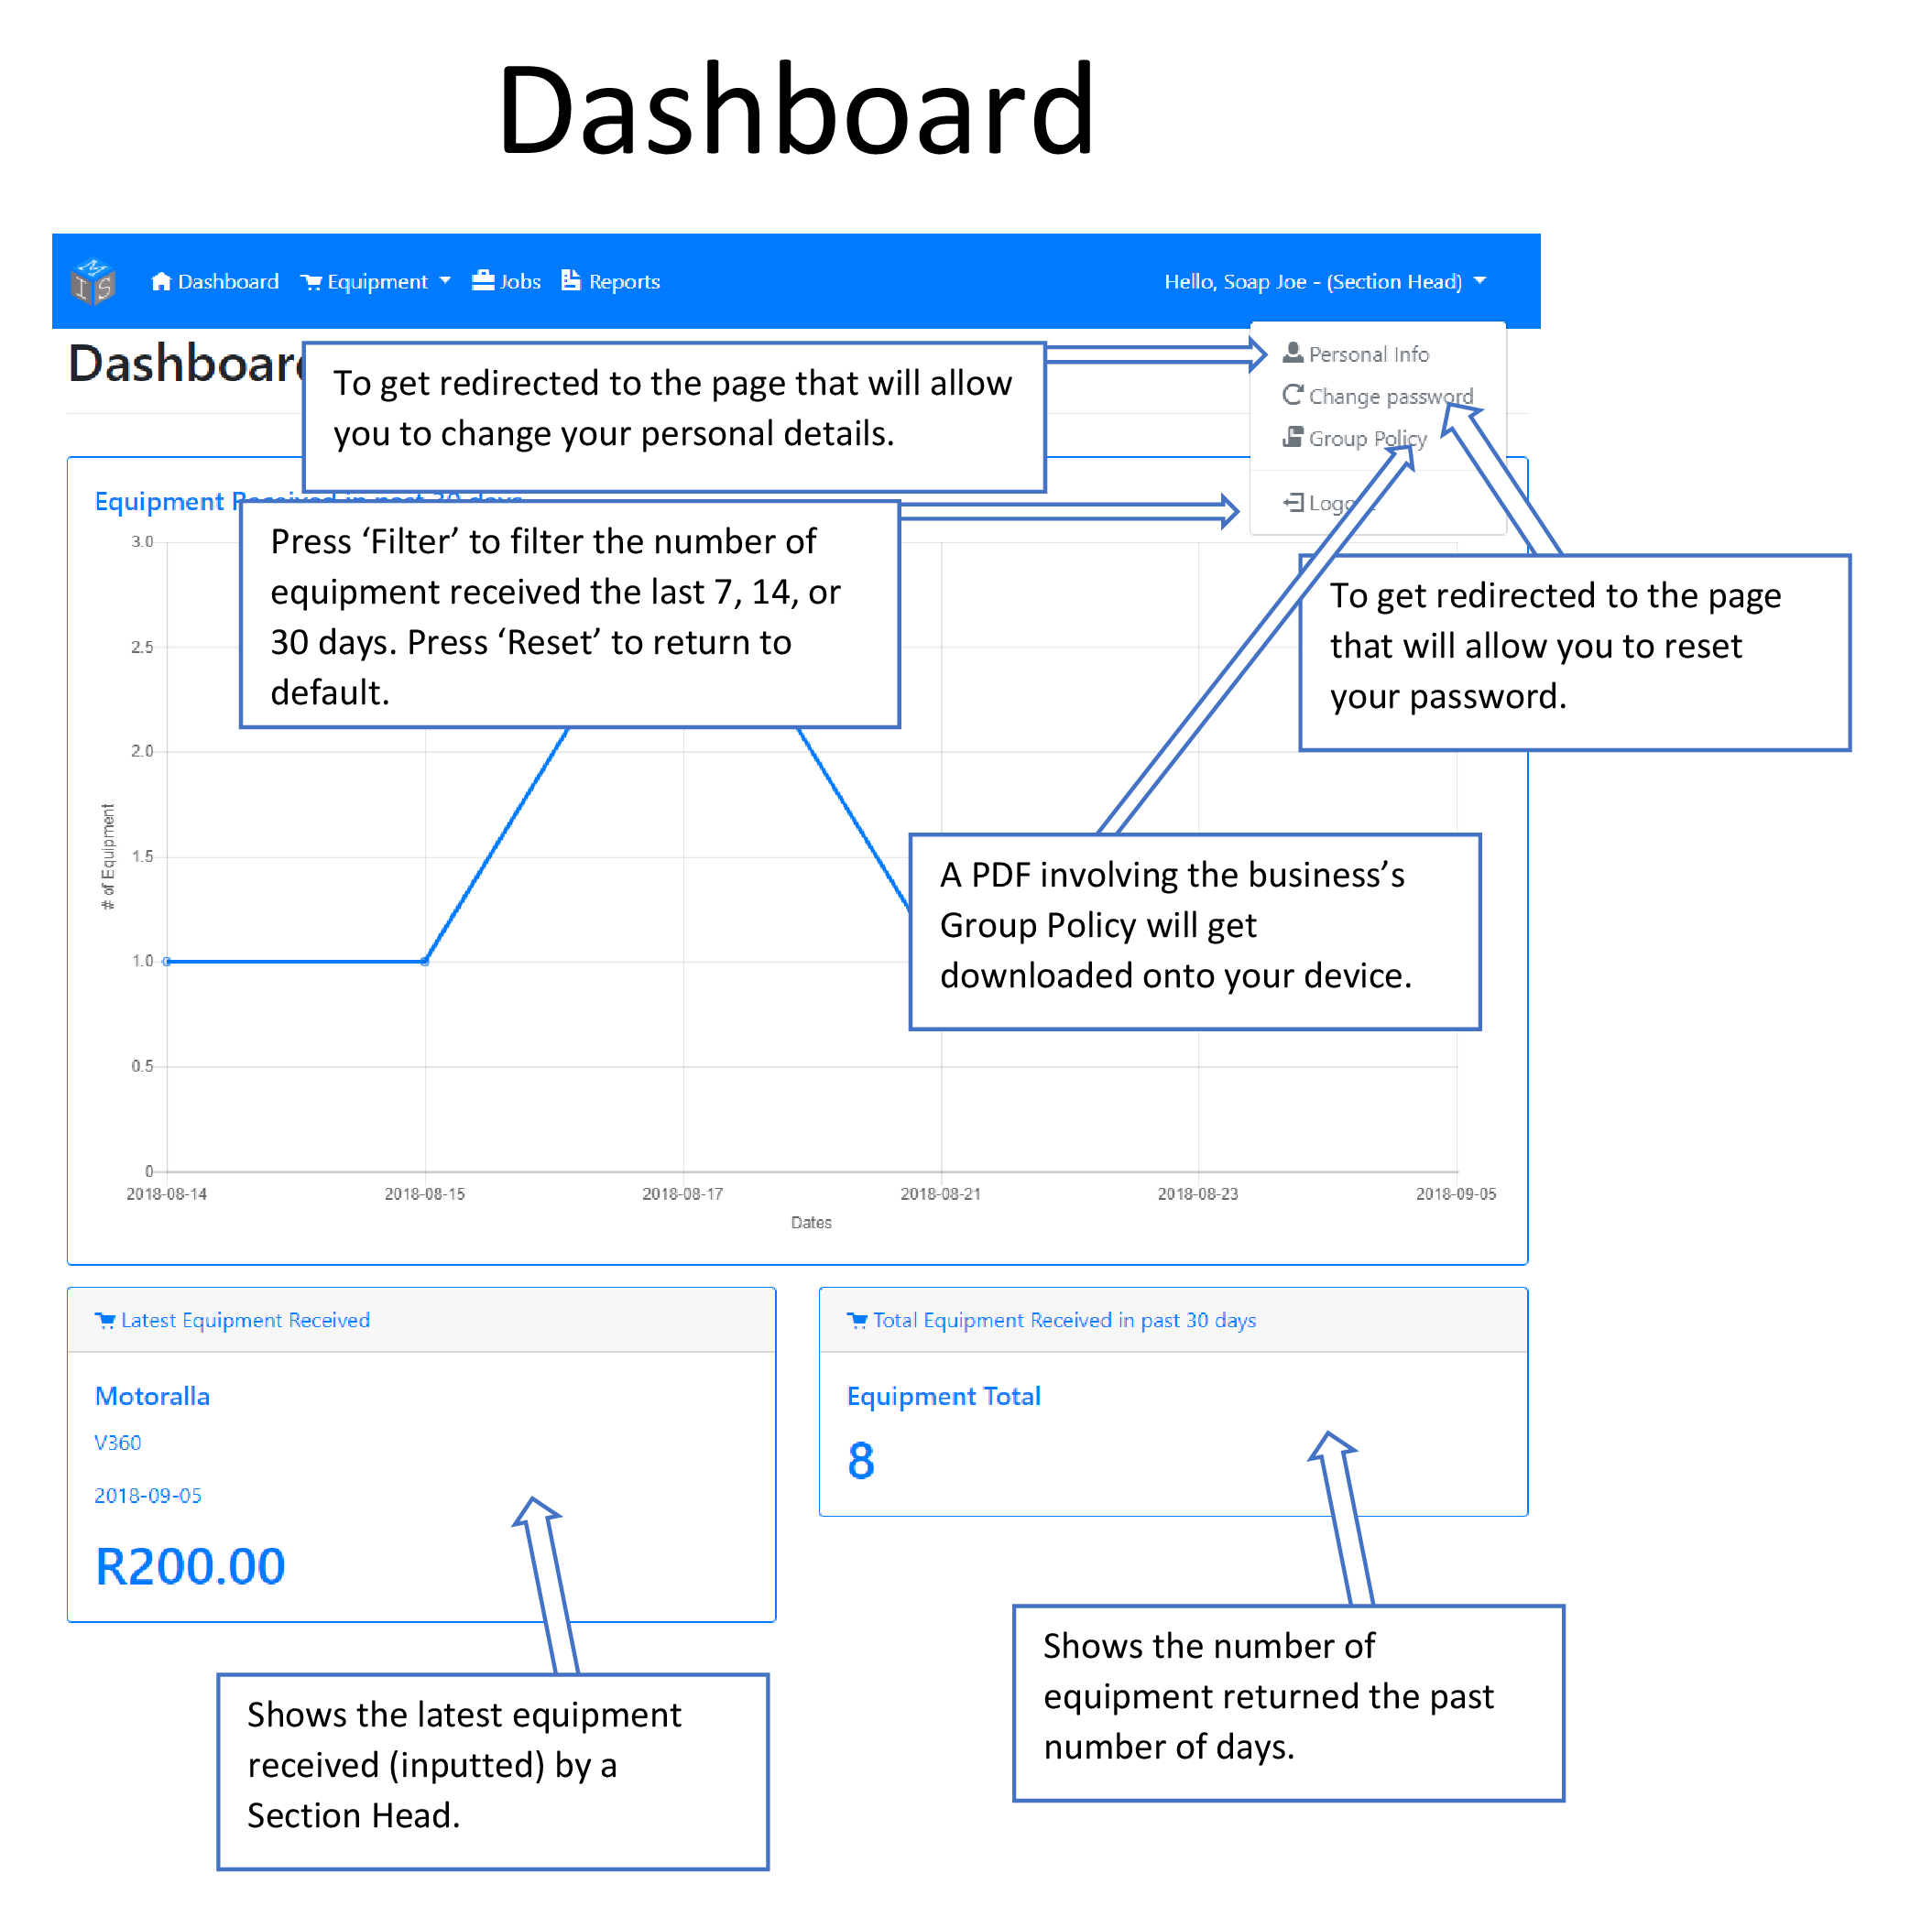 Dashboard
MIS
Dashboard Equipment Jobs Reports
Hello, Soap Joe - (Section Head)
Dashboar
To get redirected to the page that will allow
you to change your personal details.
Personal Info
Change password
Group Policy
Equipment Received in past 30 days
Press ‘Filter’ to filter the number of
equipment received the last 7, 14, or
30 days. Press ‘Reset’ to return to
default.
To get redirected to the page
that will allow you to reset
your password.
A PDF involving the business’s
Group Policy will get
downloaded onto your device.
3.0
2.5
2.0
1.5
1.0
0.5
0
# of Equipment
2018-08-14 2018-08-15 2018-08-17 2018-08-21 2018-08-23 2018-09-05
Dates
Latest Equipment Received
Motoralla
V360
2018-09-05
R200.00
Total Equipment Received in past 30 days
Equipment Total
8
Shows the latest equipment
received (inputted) by a
Section Head.
Shows the number of
equipment returned the past
number of days.